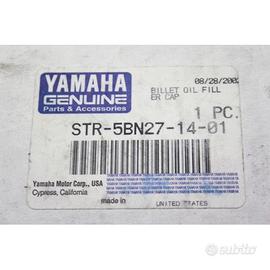 08/28/200
YAMAHA
GENUINE
Parts & Accessories
BILLET OIL FILL
ER CAP
1 PC.
STR-5BN27-14-01
Yamaha Motor Corp., USA
Cypress, California
MADE IN
UNITED STATES
subito